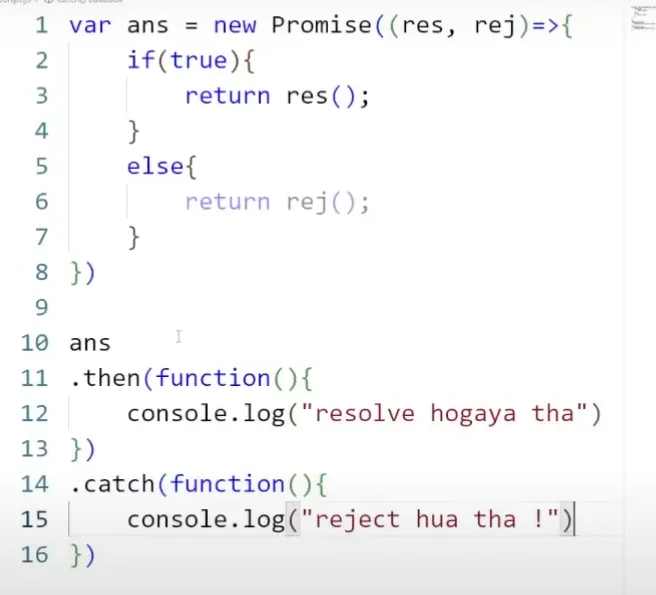 1 var ans = new Promise((res, rej)=>{
2     if(true){
3         return res();
4     }
5     else{
6         return rej();
7     }
8 })
9
10 ans
11 .then(function(){
12     console.log("resolve hogaya tha")
13 })
14 .catch(function(){
15     console.log("reject hua tha !")
16 })